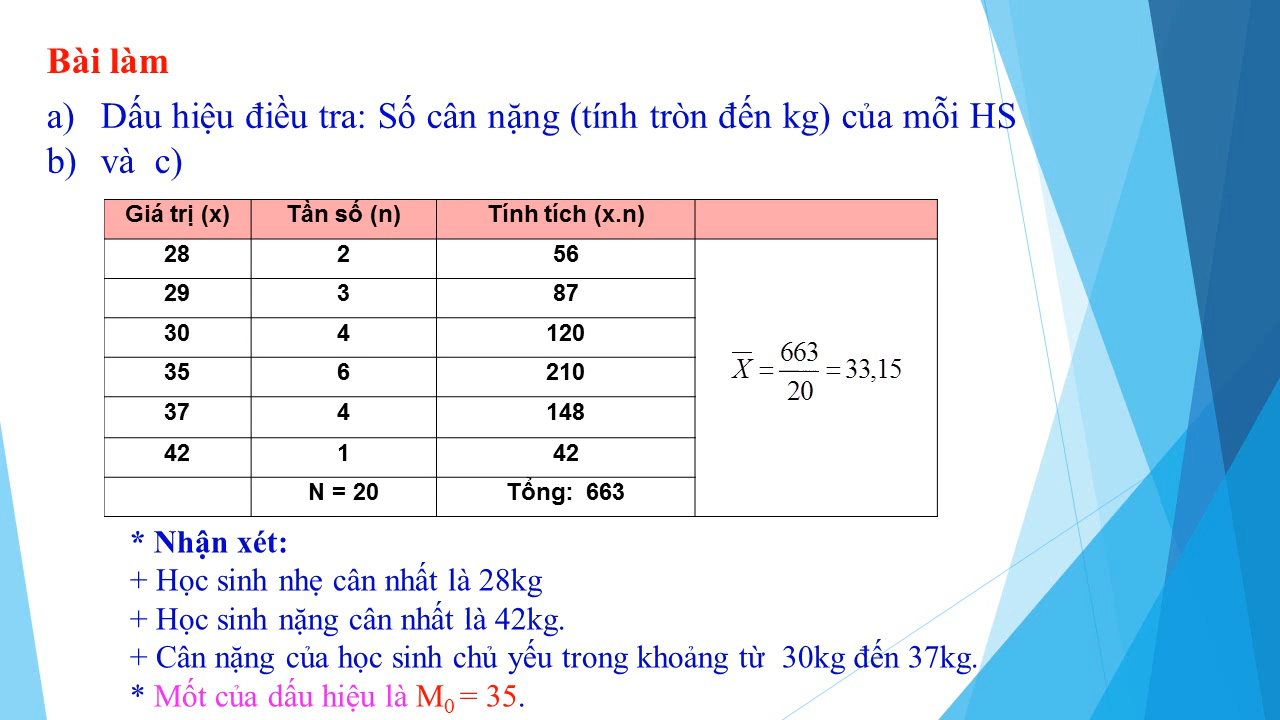 Bài làm
a) Dấu hiệu điều tra: Số cân nặng (tính tròn đến kg) của mỗi HS
b) và c)
Giá trị (x) Tần số (n) Tính tích (x.n)
28 2 56
29 3 87
30 4 120
35 6 210
37 4 148
42 1 42
N = 20 Tổng: 663
X̅ = 663/20 = 33,15
* Nhận xét:
+ Học sinh nhẹ cân nhất là 28kg
+ Học sinh nặng cân nhất là 42kg.
+ Cân nặng của học sinh chủ yếu trong khoảng từ 30kg đến 37kg.
* Mốt của dấu hiệu là M₀ = 35.